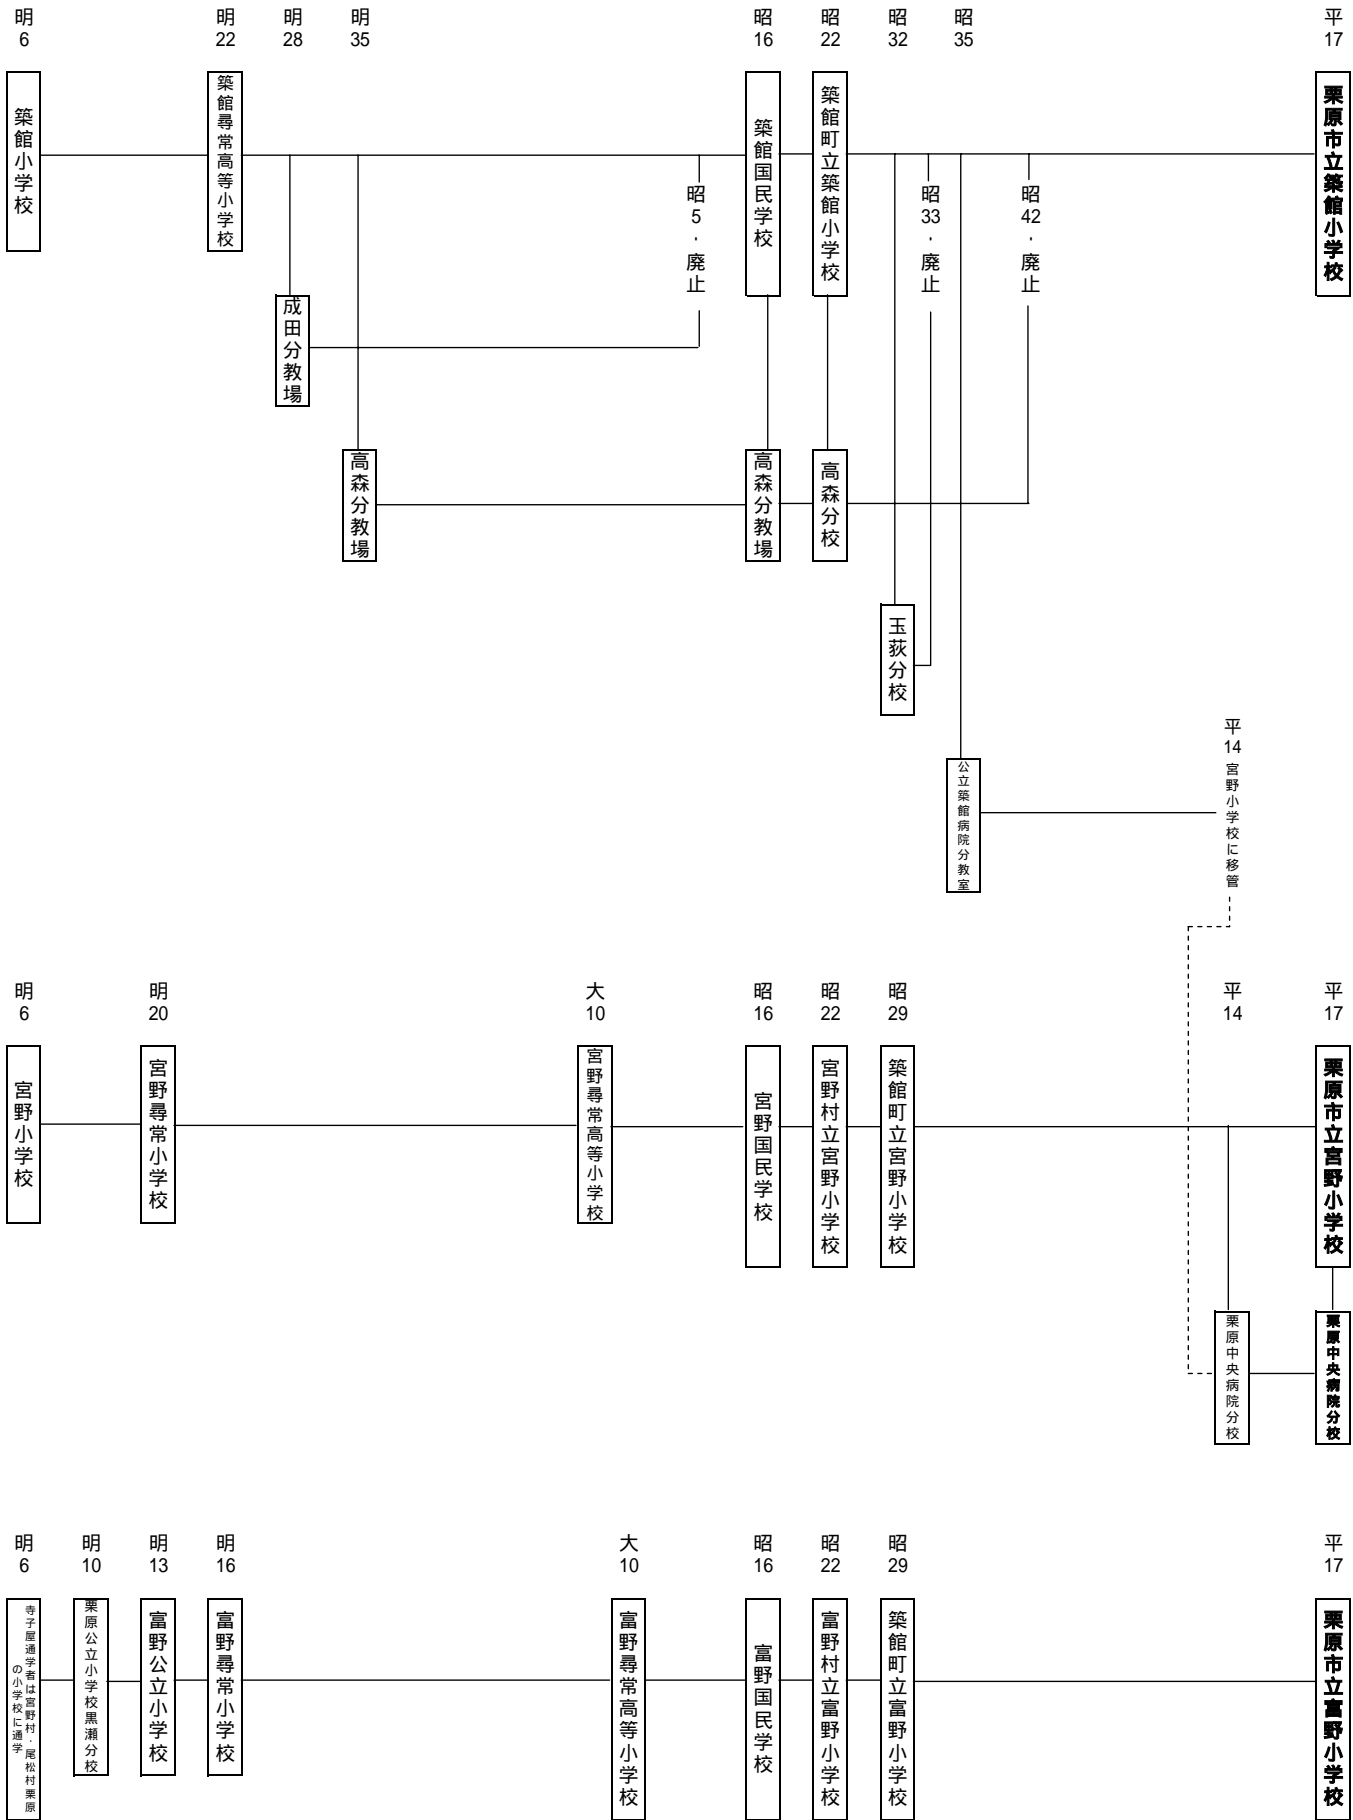 明
6
明
22
明
28
明
35
昭
16
昭
22
昭
32
昭
35
平
17
築館小学校
築館尋常高等小学校
昭5・廃止
築館国民学校
築館町立築館小学校
昭33・廃止
昭42・廃止
栗原市立築館小学校
成田分教場
高森分教場
高森分教場
高森分校
玉荻分校
公立築館病院分教室
平14 宮野小学校に移管
明
6
明
20
大
10
昭
16
昭
22
昭
29
平
14
平
17
宮野小学校
宮野尋常小学校
宮野尋常高等小学校
宮野国民学校
宮野村立宮野小学校
築館町立宮野小学校
栗原市立宮野小学校
栗原中央病院分校
栗原中央病院分校
明
6
明
10
明
13
明
16
大
10
昭
16
昭
22
昭
29
平
17
寺子屋通学者は宮野村・尾松村栗原
の小学校に通学
栗原公立小学校黒瀬分校
富野公立小学校
富野尋常小学校
富野尋常高等小学校
富野国民学校
富野村立富野小学校
築館町立富野小学校
栗原市立富野小学校